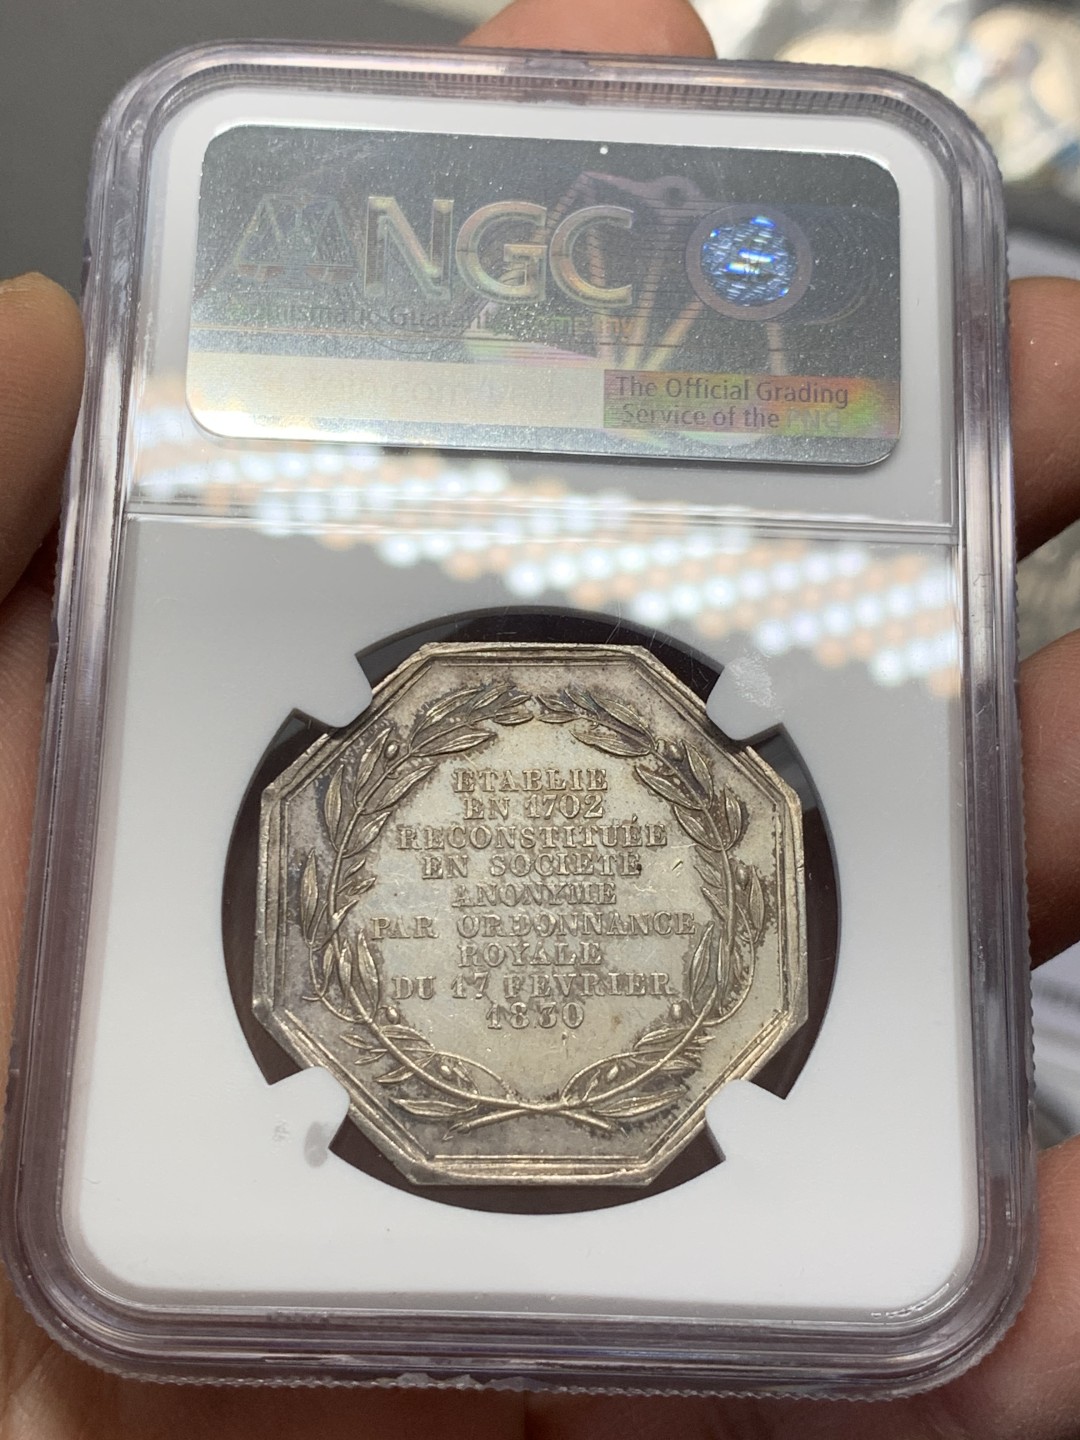 NGC
Numismatic Guaranty Company
The Official Grading
Service of the PNG
ETABLIE
EN 1702
RECONSTITUÉE
EN SOCIETE
ANONYME
PAR ORDONNANCE
ROYALE
DU 17 FEVRIER
1830